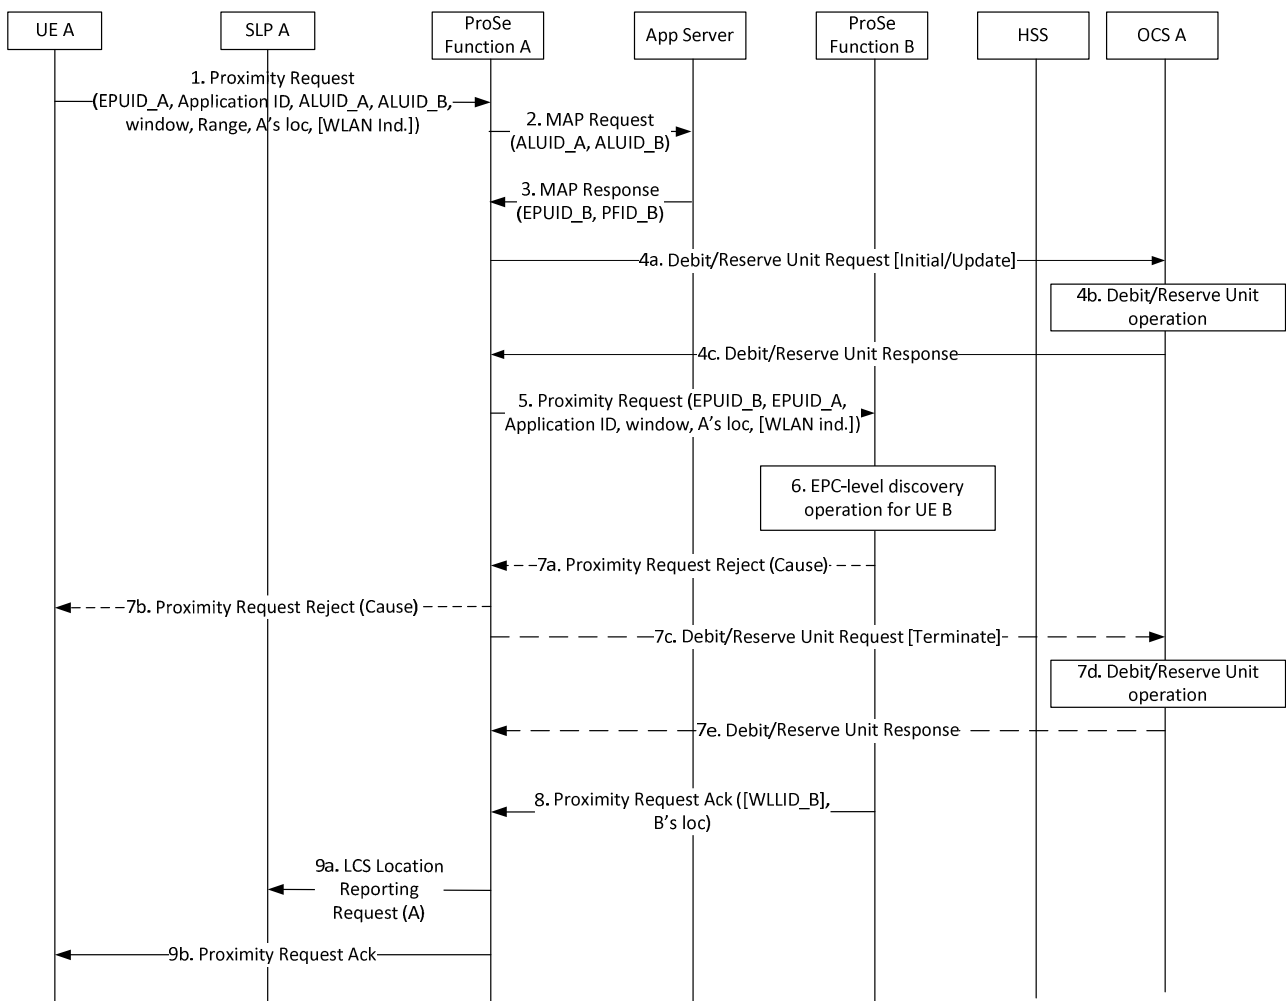 UE A
SLP A
ProSe
Function A
App Server
ProSe
Function B
HSS
OCS A
1. Proximity Request
(EPUID_A, Application ID, ALUID_A, ALUID_B,
window, Range, A's loc, [WLAN Ind.])
2. MAP Request
(ALUID_A, ALUID_B)
3. MAP Response
(EPUID_B, PFID_B)
4a. Debit/Reserve Unit Request [Initial/Update]
4b. Debit/Reserve Unit
operation
4c. Debit/Reserve Unit Response
5. Proximity Request (EPUID_B, EPUID_A,
Application ID, window, A's loc, [WLAN ind.])
6. EPC-level discovery
operation for UE B
7a. Proximity Request Reject (Cause)
7b. Proximity Request Reject (Cause)
7c. Debit/Reserve Unit Request [Terminate]
7d. Debit/Reserve Unit
operation
7e. Debit/Reserve Unit Response
8. Proximity Request Ack ([WLLID_B],
B's loc)
9a. LCS Location
Reporting
Request (A)
9b. Proximity Request Ack